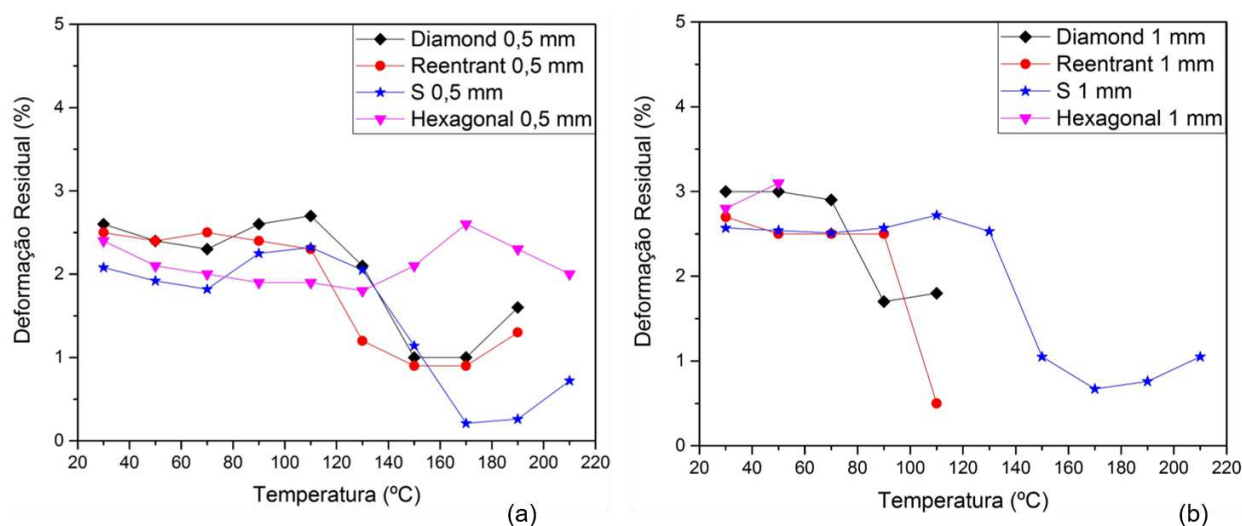 5
4
3
2
1
0
Deformação Residual (%)
Diamond 0,5 mm
Reentrant 0,5 mm
S 0,5 mm
Hexagonal 0,5 mm
20 40 60 80 100 120 140 160 180 200 220
Temperatura (ºC)
(a)
5
4
3
2
1
0
Deformação Residual (%)
Diamond 1 mm
Reentrant 1 mm
S 1 mm
Hexagonal 1 mm
20 40 60 80 100 120 140 160 180 200 220
Temperatura (ºC)
(b)